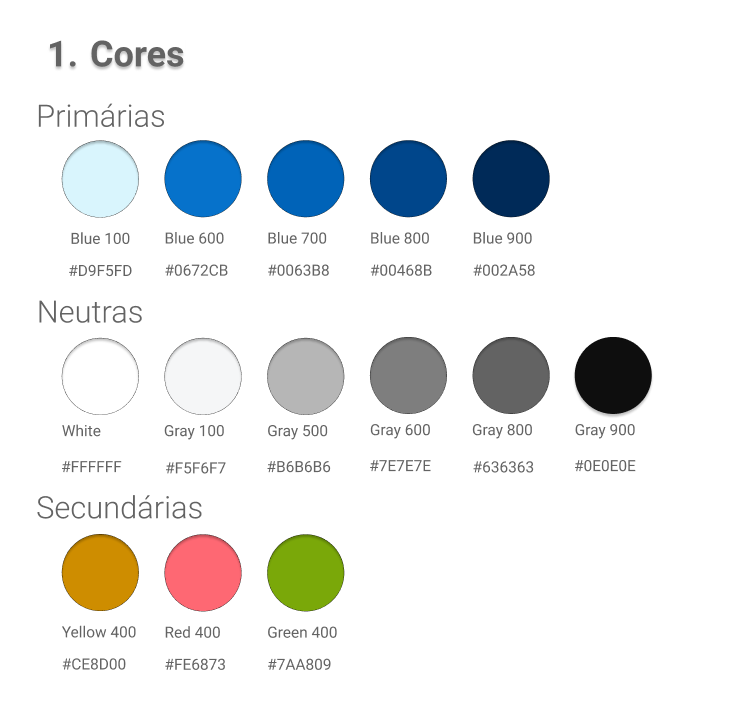 1. Cores
Primárias
Blue 100 Blue 600 Blue 700 Blue 800 Blue 900
#D9F5FD #0672CB #0063B8 #00468B #002A58
Neutras
White Gray 100 Gray 500 Gray 600 Gray 800 Gray 900
#FFFFFF #F5F6F7 #B6B6B6 #7E7E7E #636363 #0E0E0E
Secundárias
Yellow 400 Red 400 Green 400
#CE8D00 #FE6873 #7AA809